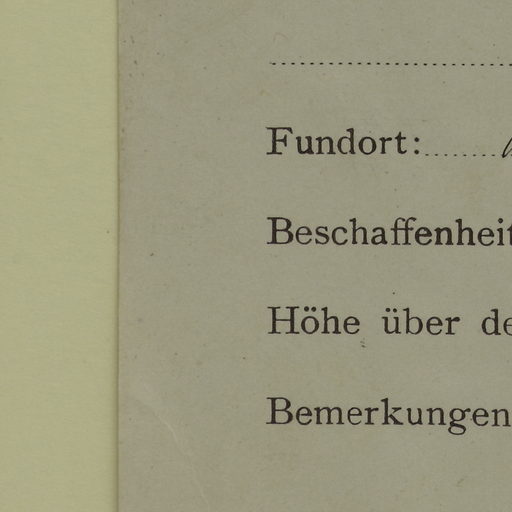 Fundort:
Beschaffenheit
Höhe über de
Bemerkungen